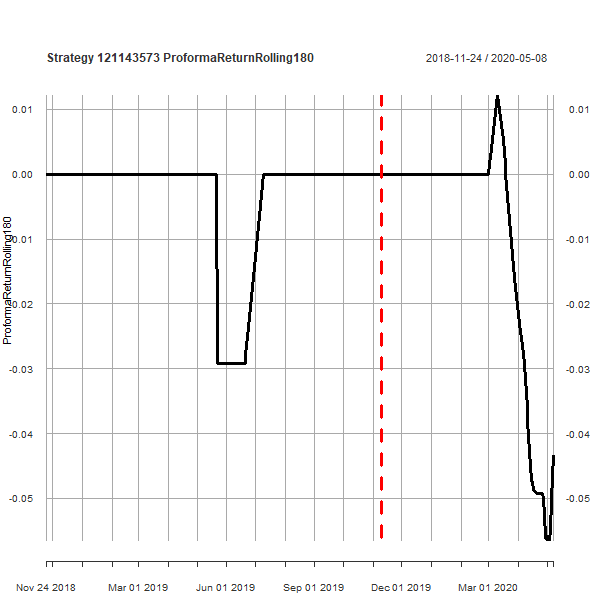 Strategy 121143573 ProformaReturnRolling180 2018-11-24 / 2020-05-08
0.01 0.01
0.00 0.00
-0.01 -0.01
-0.02 -0.02
-0.03 -0.03
-0.04 -0.04
-0.05 -0.05
ProformaReturnRolling180
Nov 24 2018 Mar 01 2019 Jun 01 2019 Sep 01 2019 Dec 01 2019 Mar 01 2020